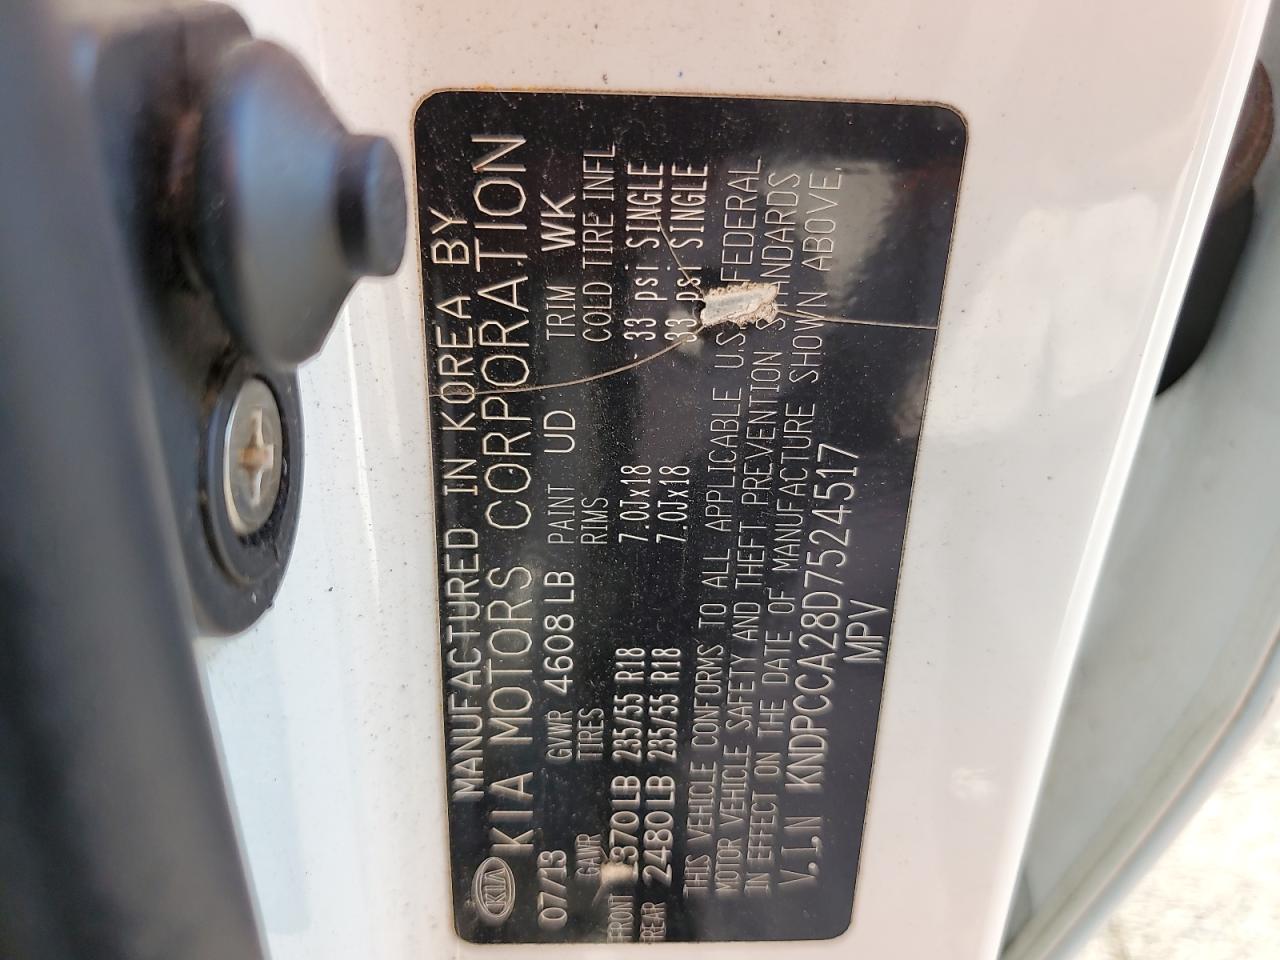 MANUFACTURED IN KOREA BY
KIA KIA MOTORS CORPORATION
07/13 GVWR 4608LB PAINT UD TRIM WK
GAWR TIRES RIMS COLD TIRE INFL
FRONT 235/55 R18 7.0Jx18 33 psi SINGLE
REAR 2480LB 235/55 R18 7.0Jx18 33 psi SINGLE
THIS VEHICLE CONFORMS TO ALL APPLICABLE U.S. FEDERAL
MOTOR VEHICLE SAFETY AND THEFT PREVENTION STANDARDS
IN EFFECT ON THE DATE OF MANUFACTURE SHOWN ABOVE.
V.I.N KNDPCCA28D7524517
MPV